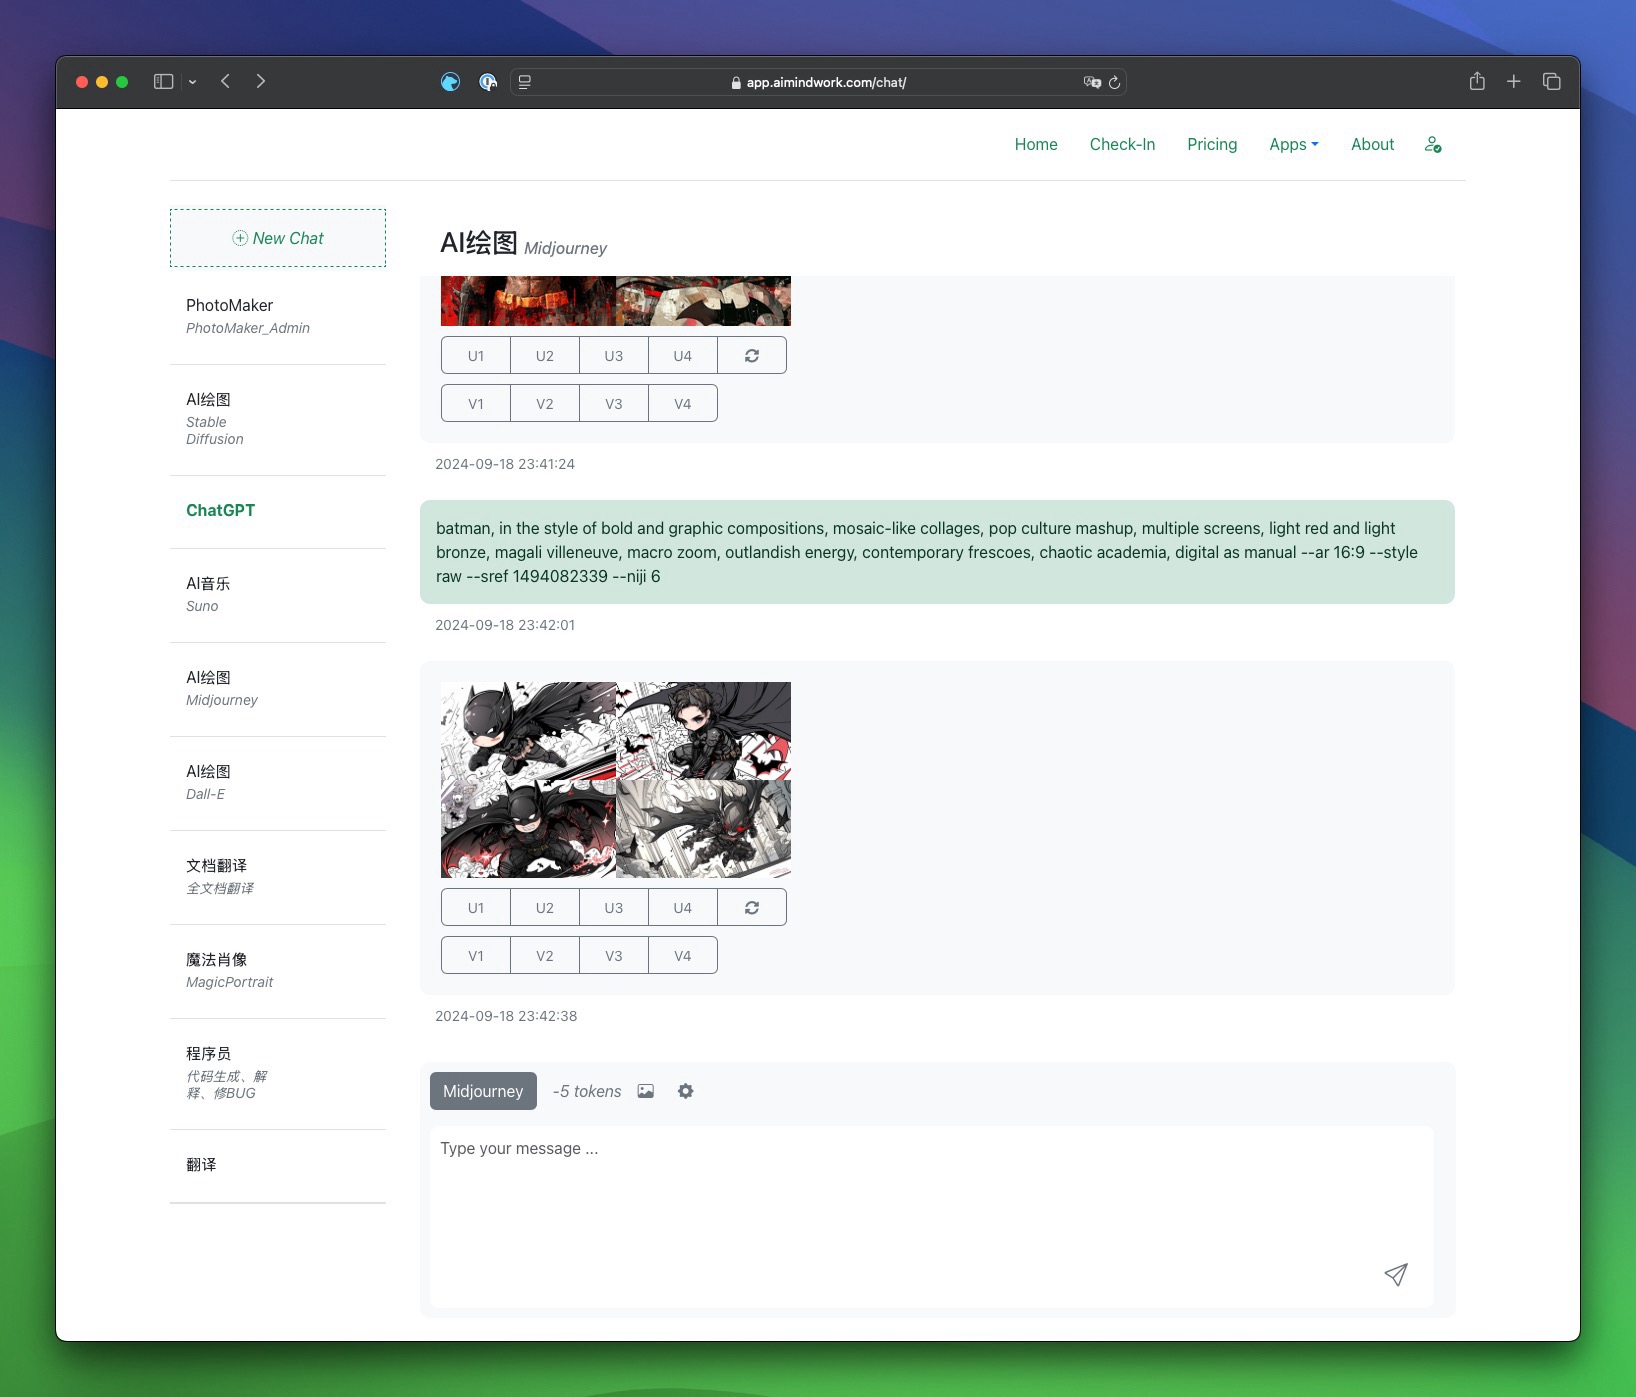 app.aimindwork.com/chat/
Home Check-In Pricing Apps About
New Chat
PhotoMaker
PhotoMaker_Admin
AI绘图
Stable
Diffusion
ChatGPT
AI音乐
Suno
AI绘图
Midjourney
AI绘图
Dall-E
文档翻译
全文档翻译
魔法肖像
MagicPortrait
程序员
代码生成、解
释、修BUG
翻译
AI绘图 Midjourney
U1 U2 U3 U4
V1 V2 V3 V4
2024-09-18 23:41:24
batman, in the style of bold and graphic compositions, mosaic-like collages, pop culture mashup, multiple screens, light red and light
bronze, magali villeneuve, macro zoom, outlandish energy, contemporary frescoes, chaotic academia, digital as manual --ar 16:9 --style
raw --sref 1494082339 --niji 6
2024-09-18 23:42:01
U1 U2 U3 U4
V1 V2 V3 V4
2024-09-18 23:42:38
Midjourney -5 tokens
Type your message ...